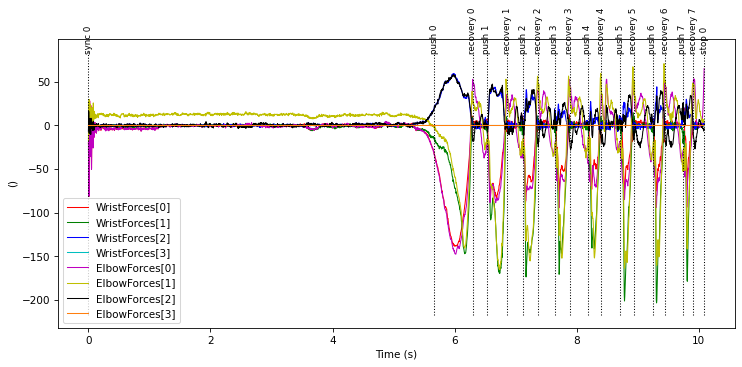 sync 0
push 0
recovery 0
push 1
recovery 1
push 2
recovery 2
push 3
recovery 3
push 4
recovery 4
push 5
recovery 5
push 6
recovery 6
push 7
recovery 7
stop 0
50
0
−50
−100
−150
−200
()
WristForces[0]
WristForces[1]
WristForces[2]
WristForces[3]
ElbowForces[0]
ElbowForces[1]
ElbowForces[2]
ElbowForces[3]
0 2 4 6 8 10
Time (s)